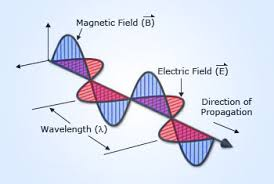 Magnetic Field (B⃗)
Electric Field (E⃗)
Direction of
Propagation
Wavelength (λ)